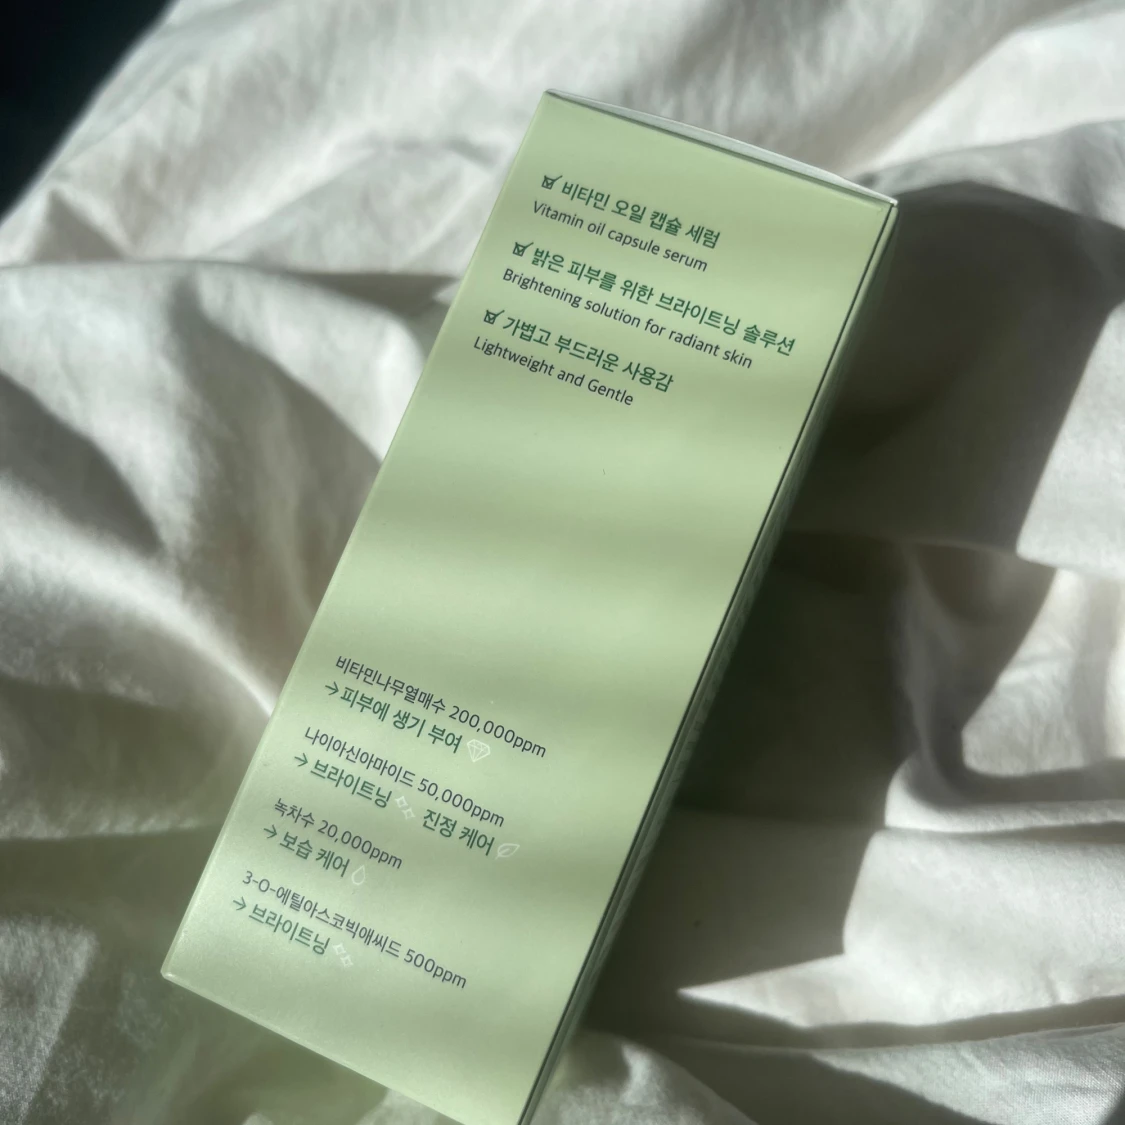 비타민 오일 캡슐 세럼
Vitamin oil capsule serum
밝은 피부를 위한 브라이트닝 솔루션
Brightening solution for radiant skin
가볍고 부드러운 사용감
Lightweight and Gentle
비타민나무열매수 200,000ppm
→피부에 생기 부여
나이아신아마이드 50,000ppm
→ 브라이트닝 진정 케어
녹차수 20,000ppm
→ 보습 케어
3-O-에틸아스코빅애씨드 500ppm
→ 브라이트닝